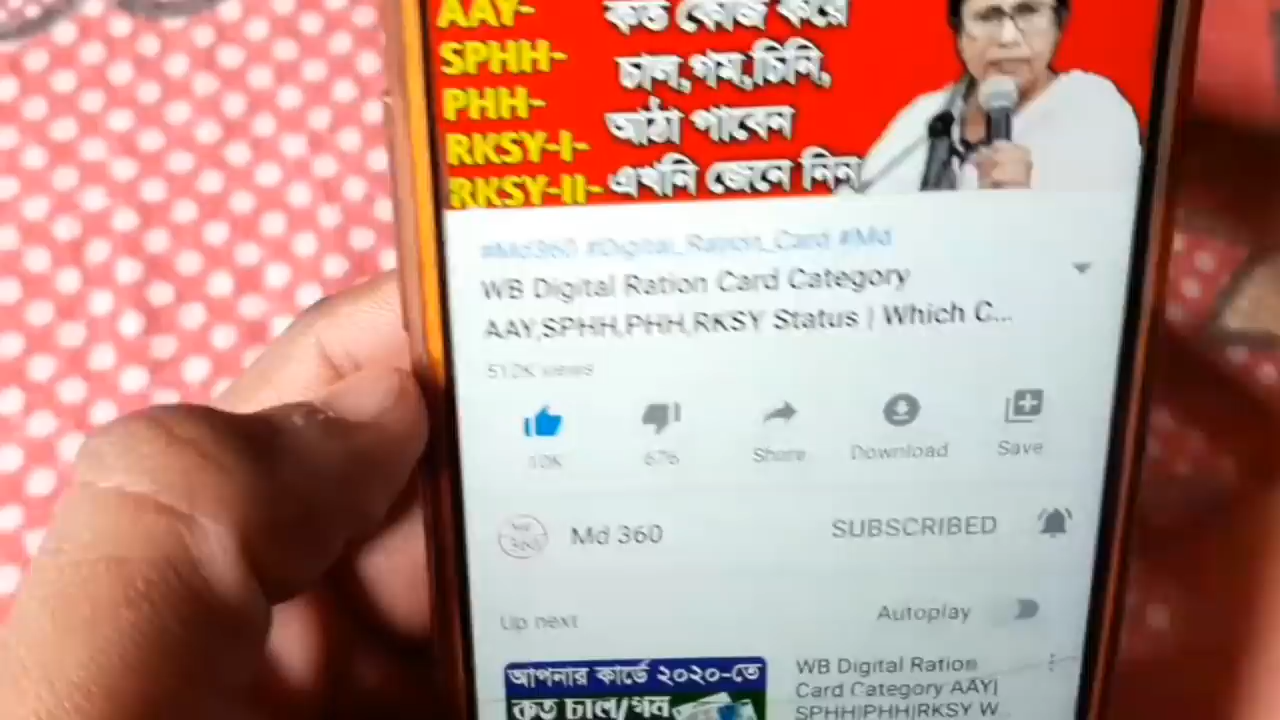 AAY- কত কেজি করে
SPHH- চাল,গম,চিনি,
PHH- আঠা পাবেন
RKSY-I- এখনি জেনে নিন
RKSY-II-
#Md360 #Digital_Ration_Card #Md
WB Digital Ration Card Category
AAY,SPHH,PHH,RKSY Status | Which C...
512K views
10K 676 Share Download Save
Md 360 SUBSCRIBED
Up next Autoplay
আপনার কার্ডে ২০২০-তে
কত চাল/গম
WB Digital Ration
Card Category AAY|
SPHH|PHH|RKSY W...